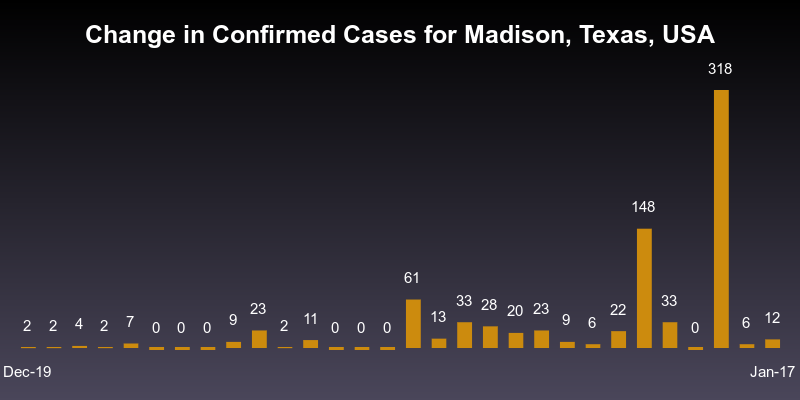 Change in Confirmed Cases for Madison, Texas, USA
318
148
61
33 28 20 23 9 6 22 33 0 6 12
2 2 4 2 7 0 0 0 9 23 2 11 0 0 0 13
Dec-19 Jan-17